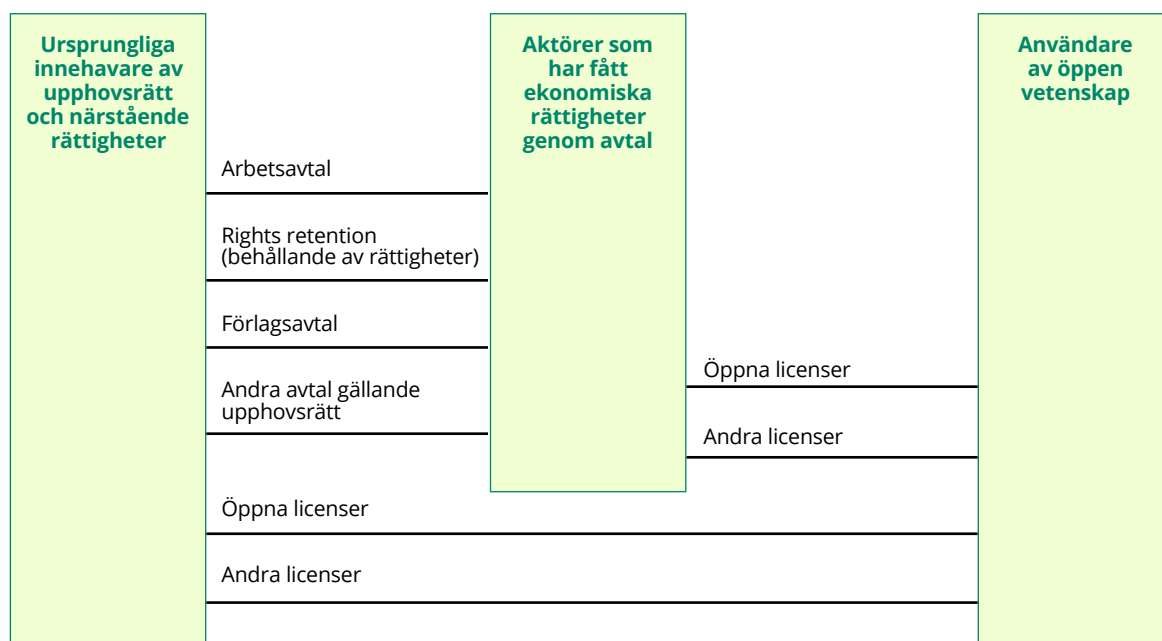 Ursprungliga
innehavare av
upphovsrätt
och närstående
rättigheter
Aktörer som
har fått
ekonomiska
rättigheter
genom avtal
Användare
av öppen
vetenskap
Arbetsavtal
Rights retention
(behållande av rättigheter)
Förlagsavtal
Andra avtal gällande
upphovsrätt
Öppna licenser
Andra licenser
Öppna licenser
Andra licenser